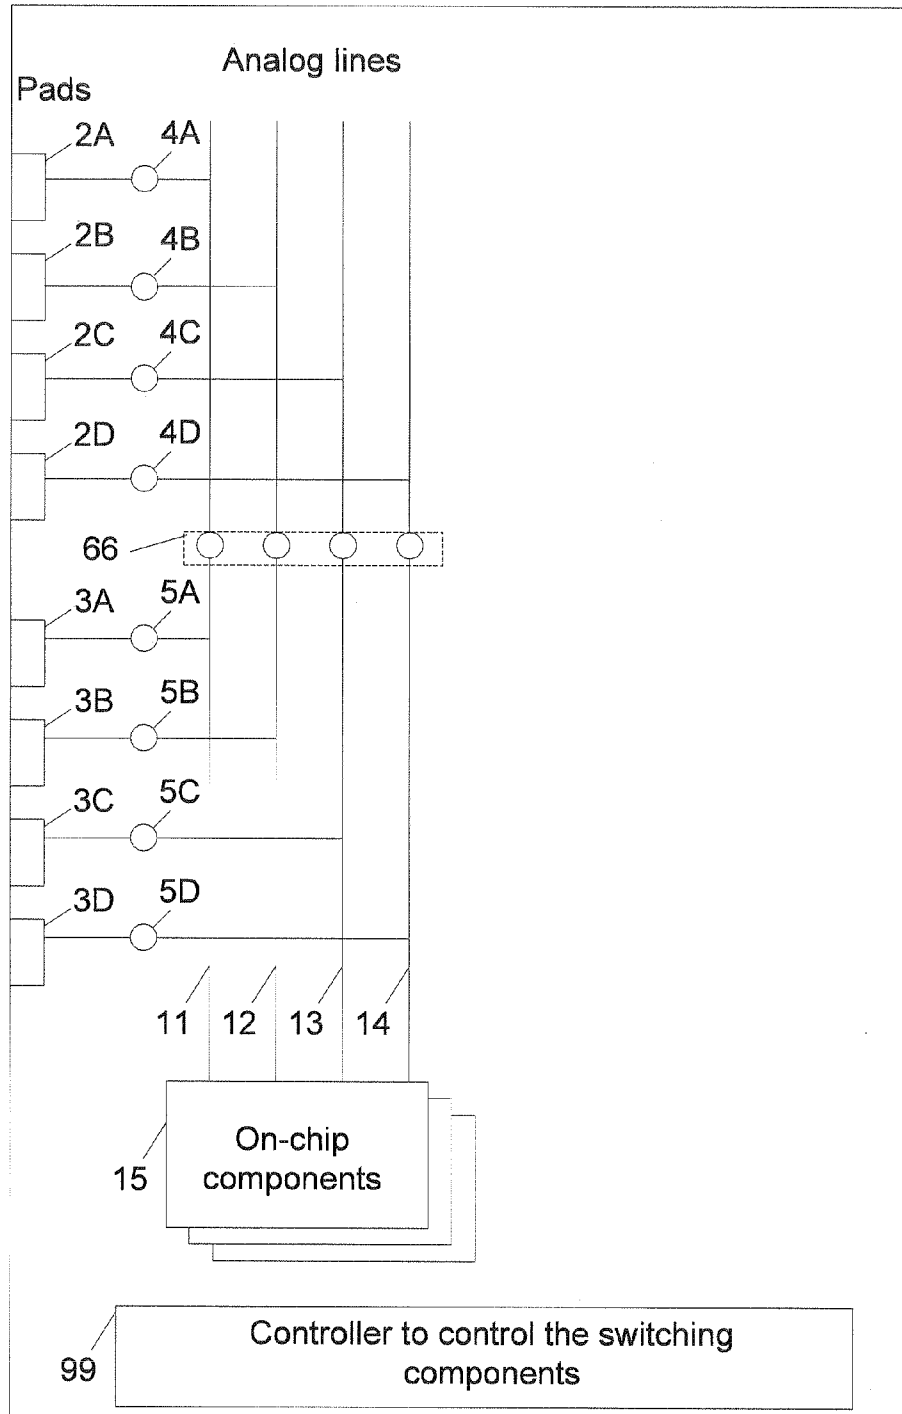 Analog lines
Pads
2A 4A
2B 4B
2C 4C
2D 4D
66
3A 5A
3B 5B
3C 5C
3D 5D
11 12 13 14
On-chip
components
15
Controller to control the switching
components
99